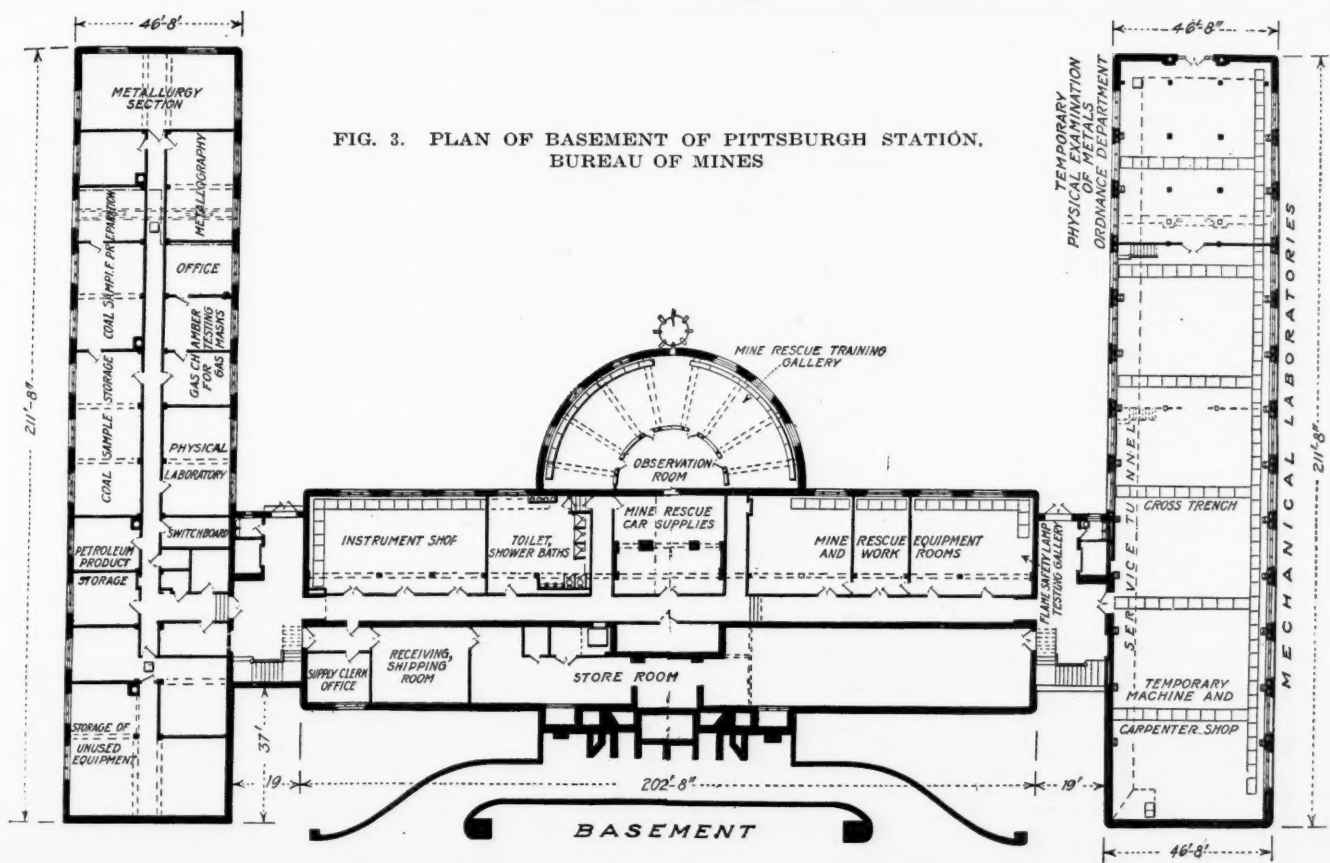 46'-8'
46'-8"
FIG. 3. PLAN OF BASEMENT OF PITTSBURGH STATION,
BUREAU OF MINES
211'-8"
METALLURGY
SECTION
METALLOGRAPHY
COAL SAMPLE PREPARATION
OFFICE
GAS CHAMBER
FOR TESTING
GAS MASKS
COAL SAMPLE STORAGE
PHYSICAL
LABORATORY
SWITCHBOARD
PETROLEUM
PRODUCT
STORAGE
STORAGE OF
UNUSED
EQUIPMENT
MINE RESCUE TRAINING
GALLERY
OBSERVATION
ROOM
INSTRUMENT SHOP
TOILET,
SHOWER BATHS
MINE RESCUE
CAR SUPPLIES
MINE RESCUE EQUIPMENT
AND WORK ROOMS
FLAME SAFETY LAMP
TESTING GALLERY
SUPPLY CLERK
OFFICE
RECEIVING,
SHIPPING
ROOM
STORE ROOM
37'
19
202'-8"
19'
BASEMENT
TEMPORARY
PHYSICAL EXAMINATION
OF METALS
ORDNANCE DEPARTMENT
MECHANICAL LABORATORIES
211'-8"
SERVICE TUNNEL
CROSS TRENCH
TEMPORARY
MACHINE AND
CARPENTER SHOP
46'-8'